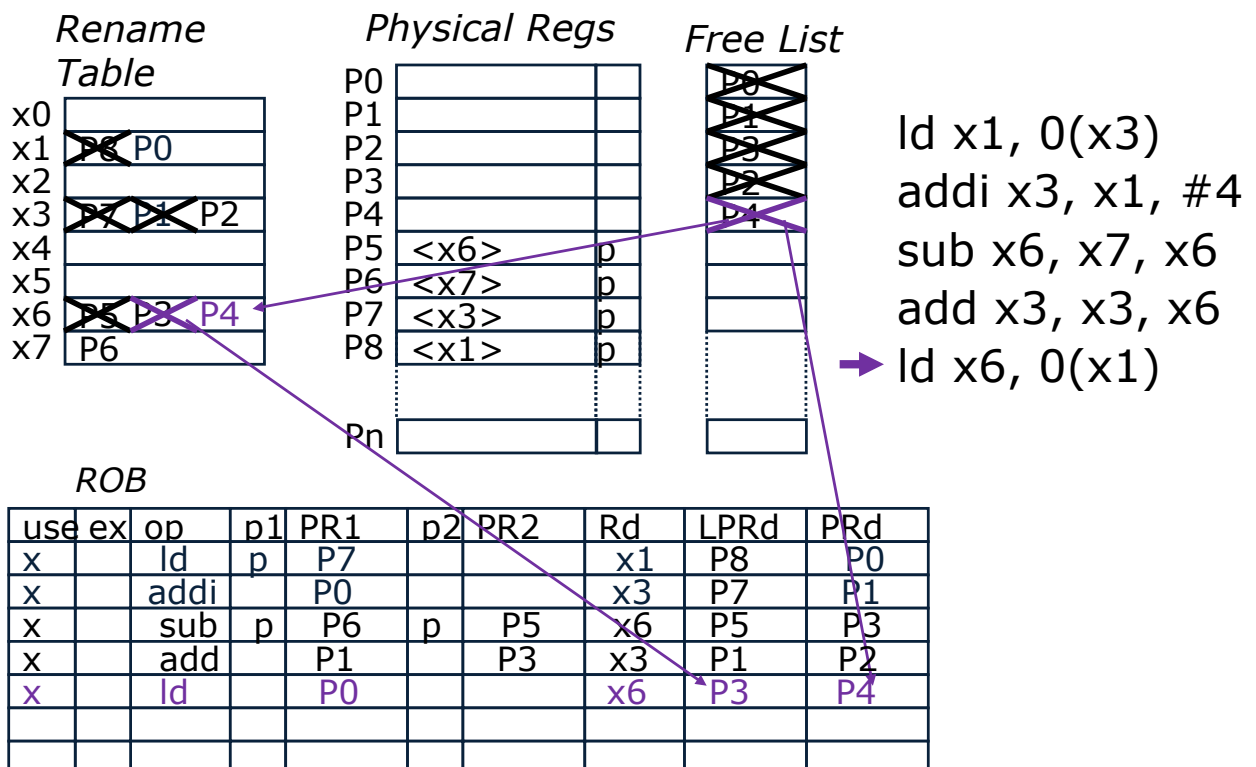 Rename Table
Physical Regs
Free List
x0
x1 P8 P0
x2
x3 P7 P1 P2
x4
x5
x6 P5 P3 P4
x7 P6
P0
P1
P2
P3
P4
P5 <x6> p
P6 <x7> p
P7 <x3> p
P8 <x1> p
Pn
P0
P1
P3
P2
P4
ld x1, 0(x3)
addi x3, x1, #4
sub x6, x7, x6
add x3, x3, x6
ld x6, 0(x1)
ROB
use ex op p1 PR1 p2 PR2 Rd LPRd PRd
x ld p P7 x1 P8 P0
x addi P0 x3 P7 P1
x sub p P6 p P5 x6 P5 P3
x add P1 P3 x3 P1 P2
x ld P0 x6 P3 P4